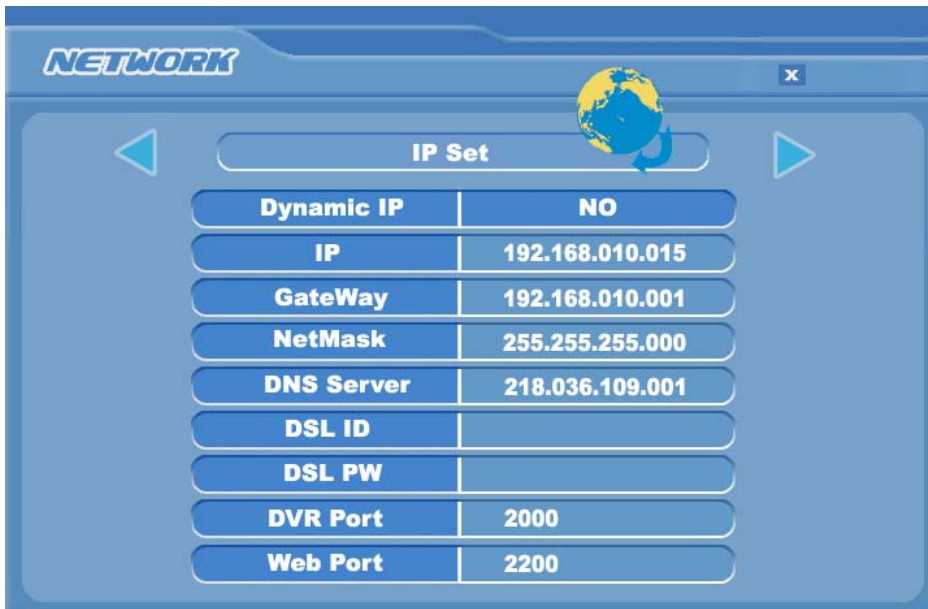 NETWORK
X
IP Set
Dynamic IP NO
IP 192.168.010.015
GateWay 192.168.010.001
NetMask 255.255.255.000
DNS Server 218.036.109.001
DSL ID
DSL PW
DVR Port 2000
Web Port 2200